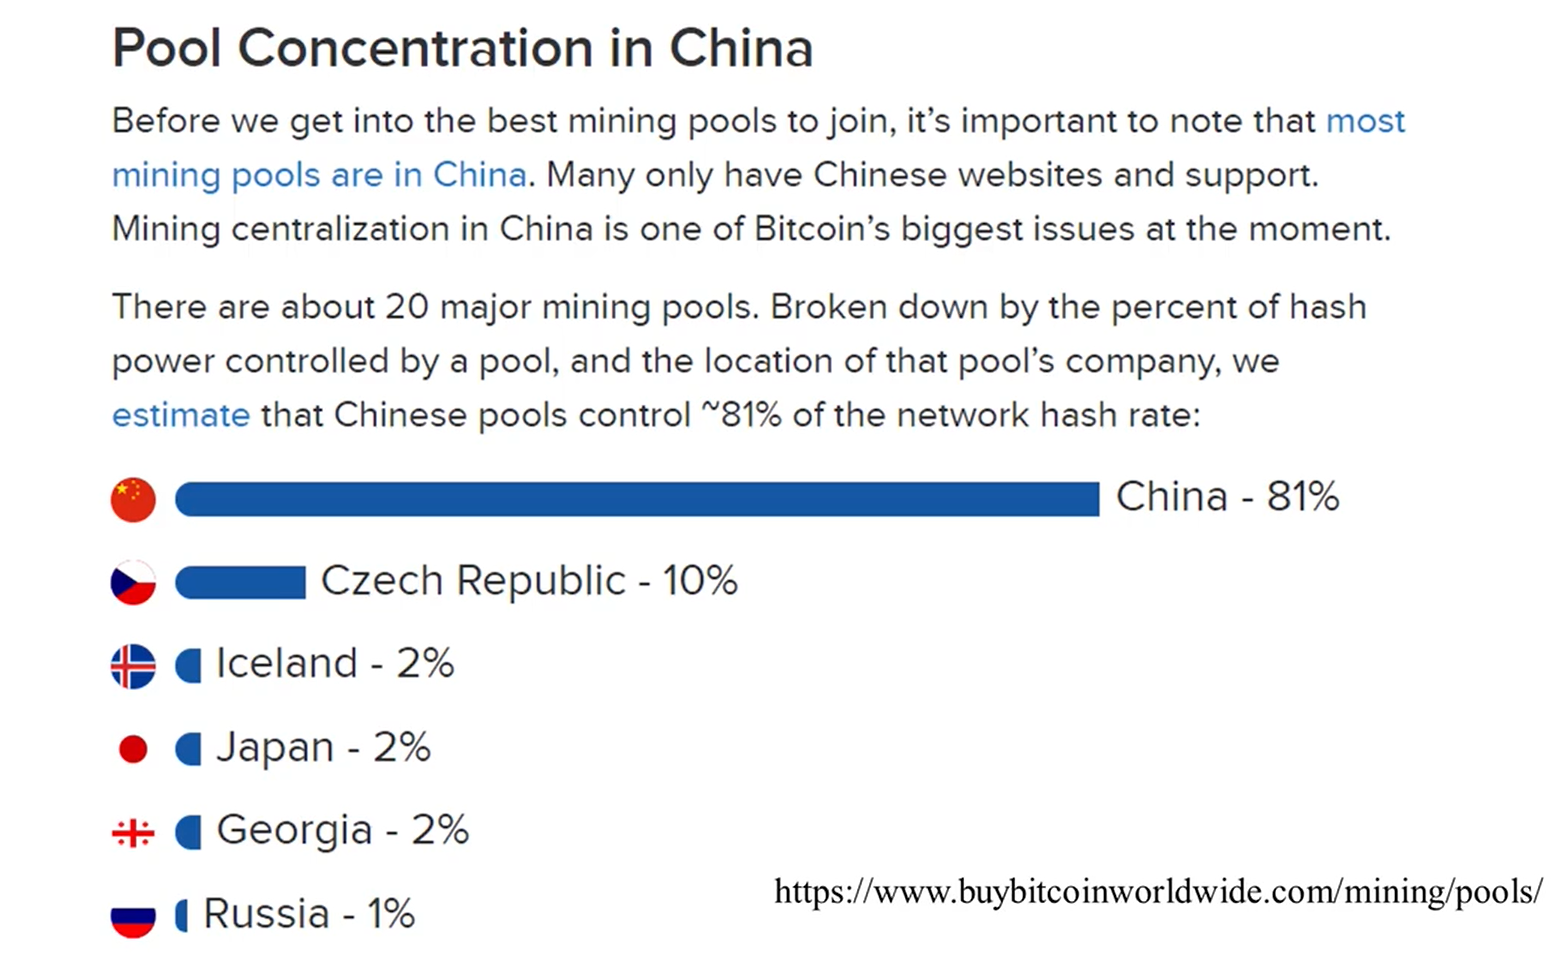 Pool Concentration in China
Before we get into the best mining pools to join, it’s important to note that most
mining pools are in China. Many only have Chinese websites and support.
Mining centralization in China is one of Bitcoin’s biggest issues at the moment.
There are about 20 major mining pools. Broken down by the percent of hash
power controlled by a pool, and the location of that pool’s company, we
estimate that Chinese pools control ~81% of the network hash rate:
China - 81%
Czech Republic - 10%
Iceland - 2%
Japan - 2%
Georgia - 2%
Russia - 1%
https://www.buybitcoinworldwide.com/mining/pools/